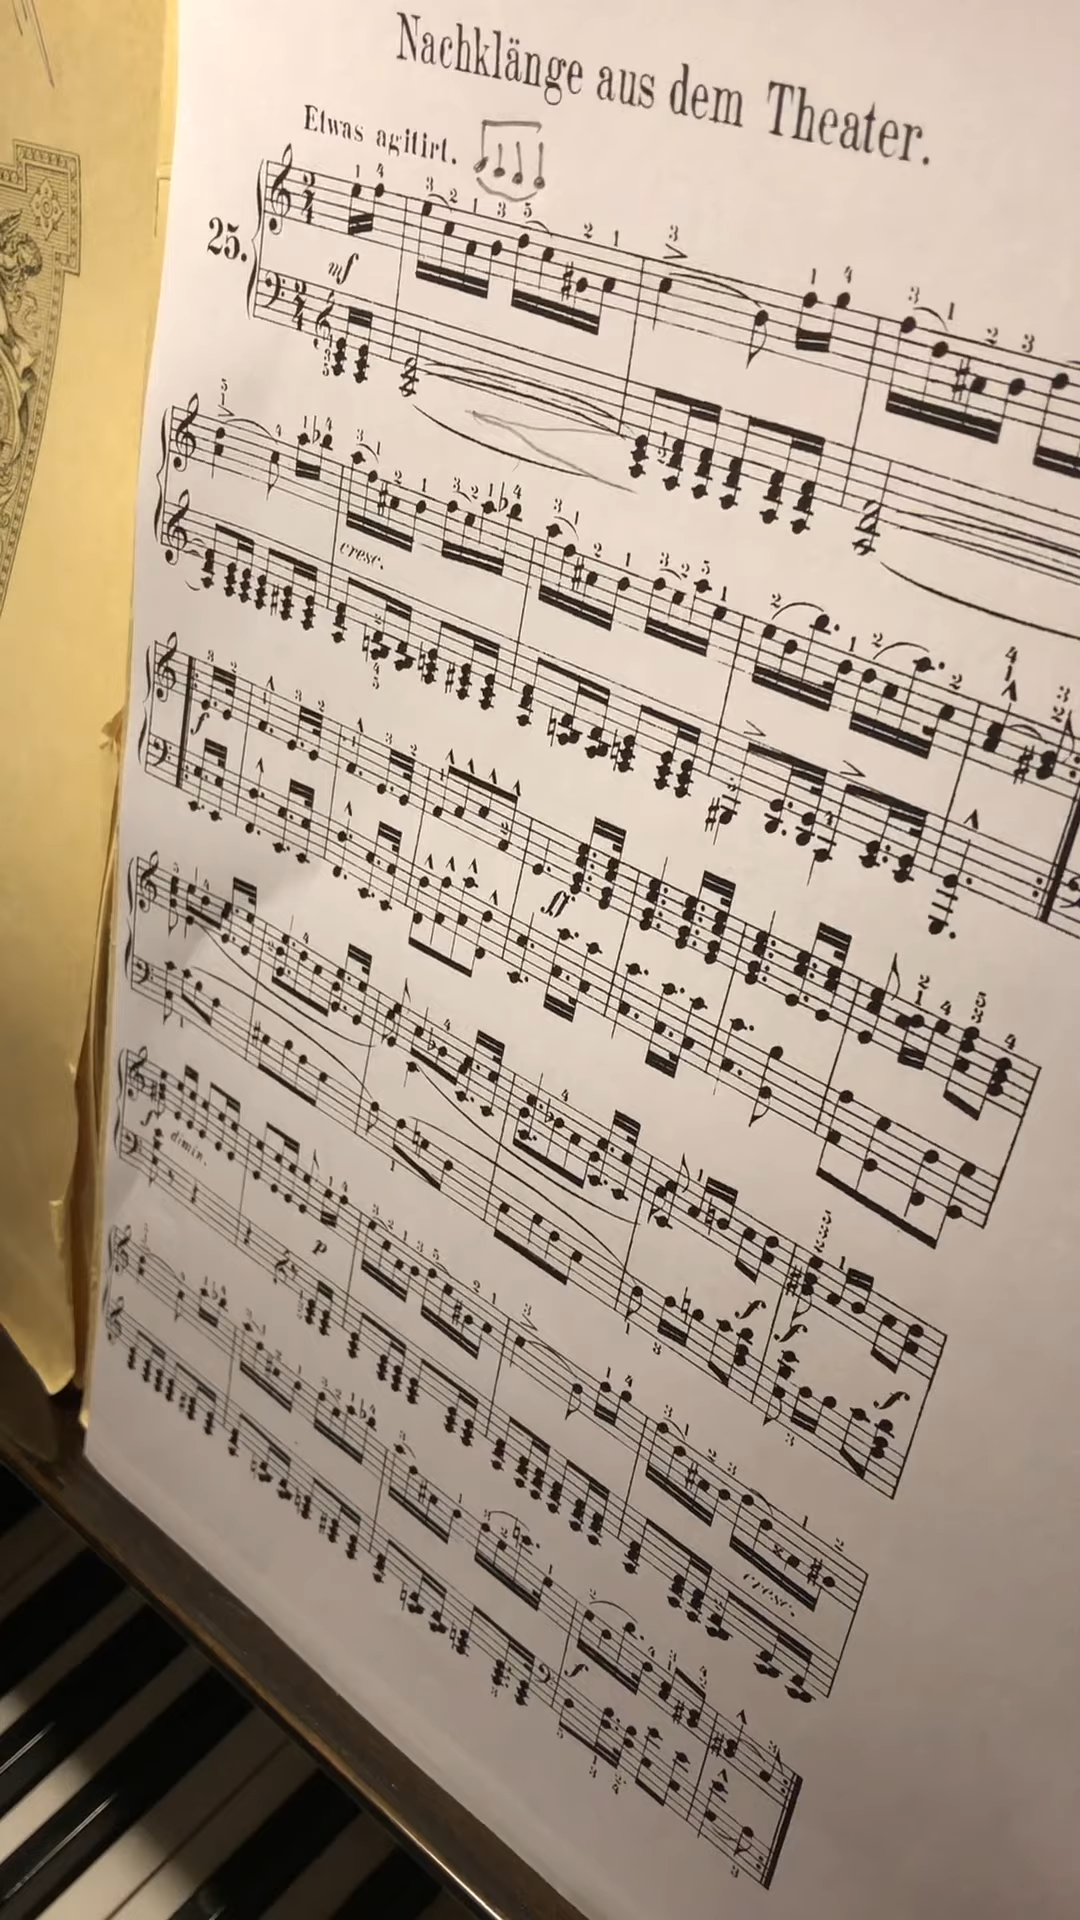 Nachklänge aus dem Theater.
Etwas agitirt.
25.
mf
cresc.
f
ff
f
dimin.
p
f
f
f
cresc.
f